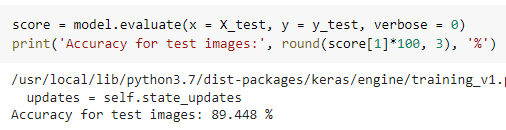 score = model.evaluate(x = X_test, y = y_test, verbose = 0)
print('Accuracy for test images:', round(score[1]*100, 3), '%')
/usr/local/lib/python3.7/dist-packages/keras/engine/training_v1.p
updates = self.state_updates
Accuracy for test images: 89.448 %